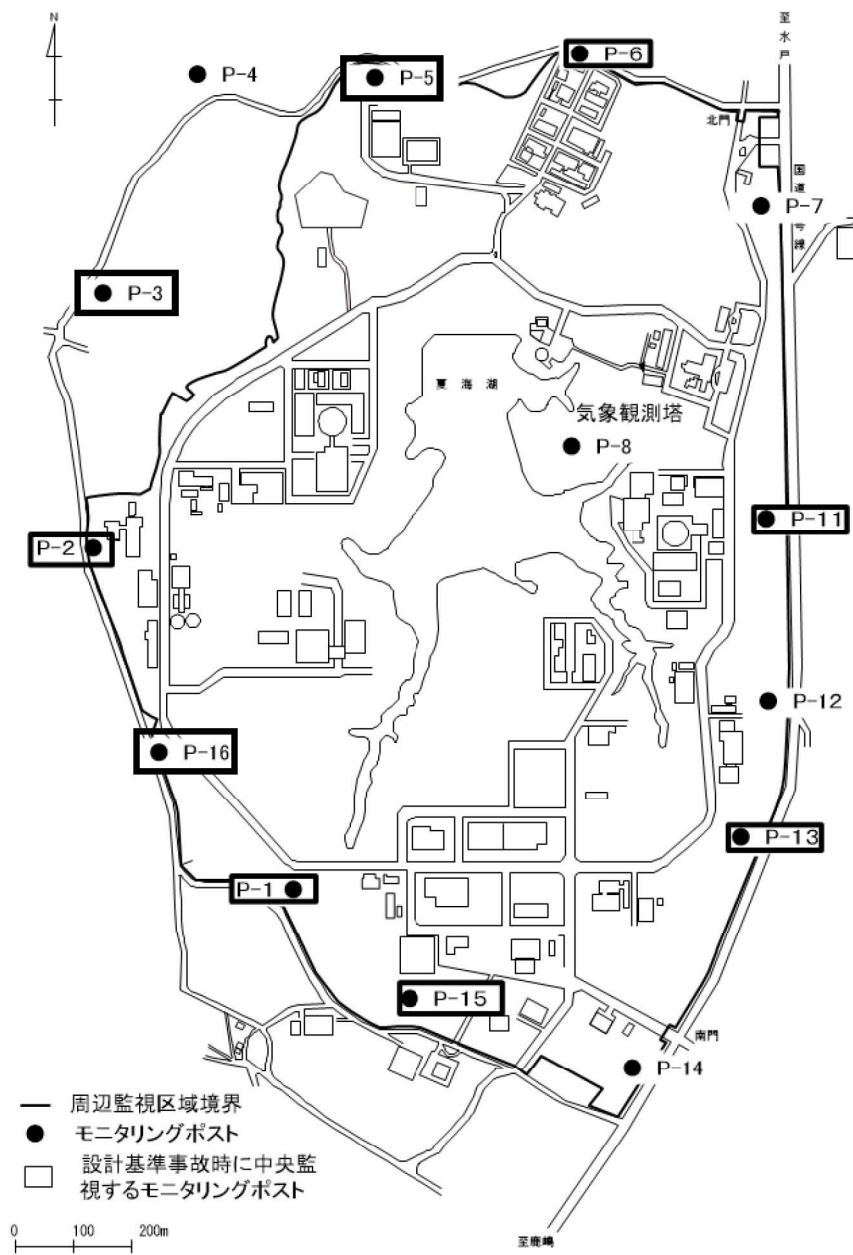 N
至水戸
P-6
P-4
P-5
北門
国道
号線
P-7
P-3
夏海湖
気象観測塔
P-8
P-11
P-2
P-12
P-16
P-13
P-1
P-15
南門
P-14
周辺監視区域境界
モニタリングポスト
設計基準事故時に中央監
視するモニタリングポスト
0 100 200m
至鹿嶋